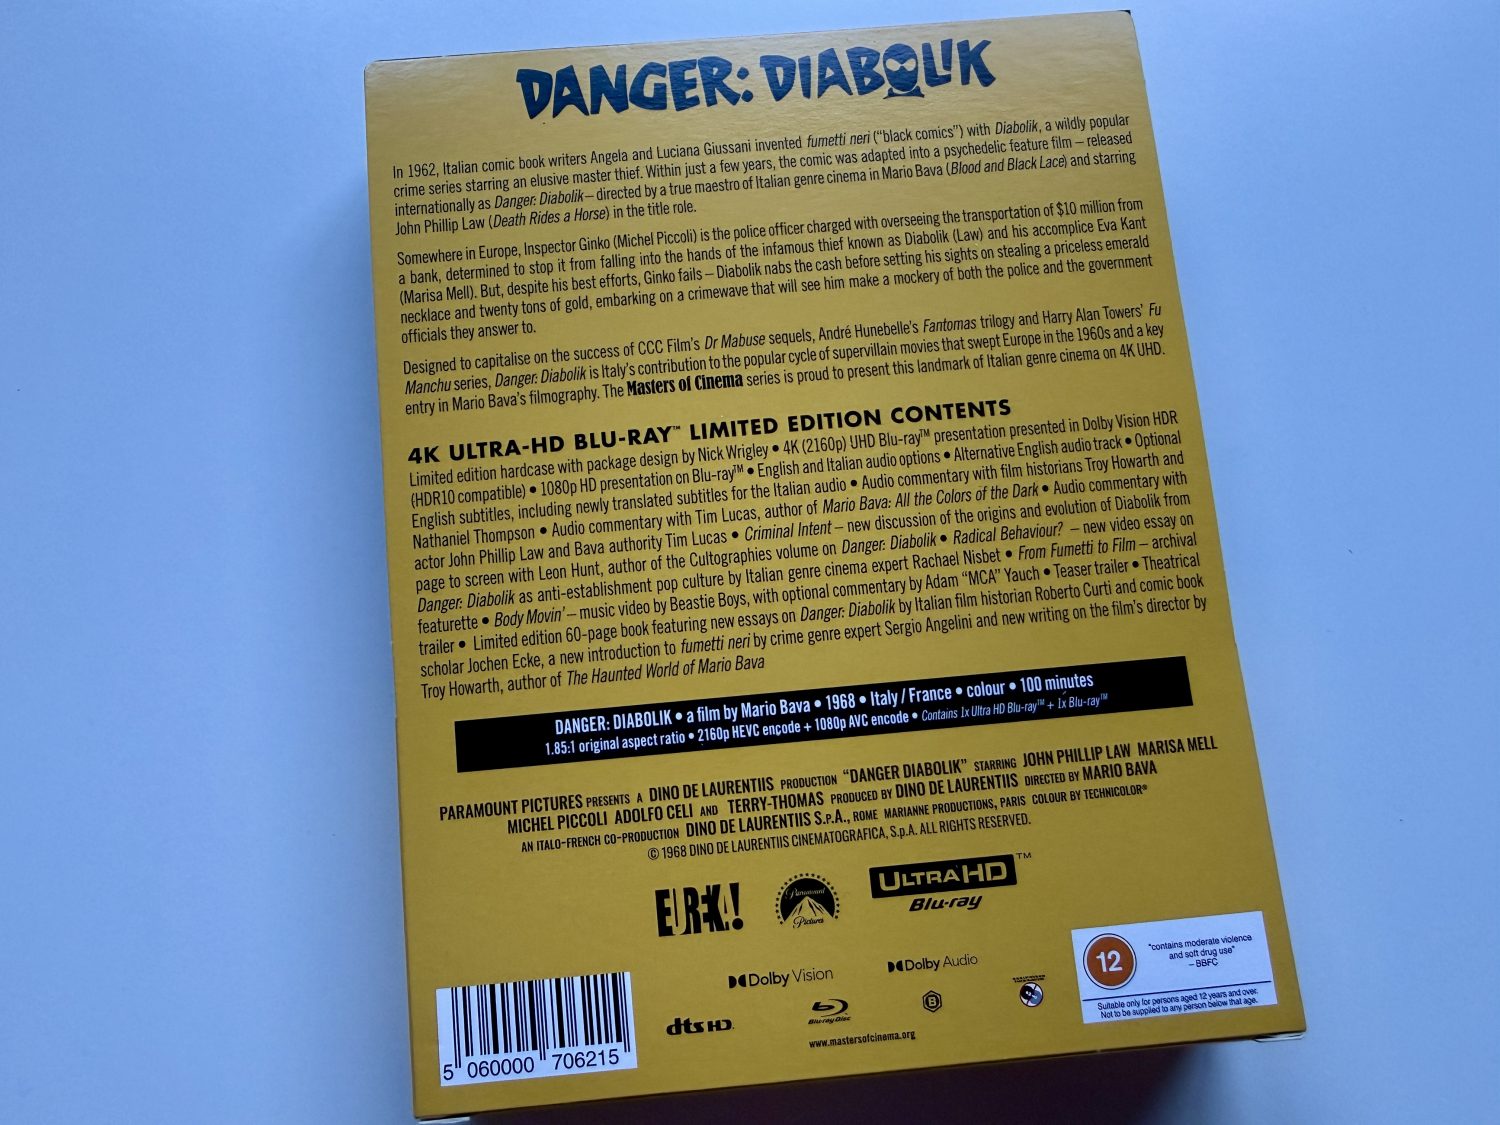 DANGER: DIABOLIK
In 1962, Italian comic book writers Angela and Luciana Giussani invented fumetti neri (“black comics”) with Diabolik, a wildly popular
crime series starring an elusive master thief. Within just a few years, the comic was adapted into a psychedelic feature film – released
internationally as Danger: Diabolik – directed by a true maestro of Italian genre cinema in Mario Bava (Blood and Black Lace) and starring
John Phillip Law (Death Rides a Horse) in the title role.
Somewhere in Europe, Inspector Ginko (Michel Piccoli) is the police officer charged with overseeing the transportation of $10 million from
a bank, determined to stop it from falling into the hands of the infamous thief known as Diabolik (Law) and his accomplice Eva Kant
(Marisa Mell). But, despite his best efforts, Ginko fails – Diabolik nabs the cash before setting his sights on stealing a priceless emerald
necklace and twenty tons of gold, embarking on a crimewave that will see him make a mockery of both the police and the government
officials they answer to.
Designed to capitalise on the success of CCC Film's Dr Mabuse sequels, André Hunebelle's Fantomas trilogy and Harry Alan Towers' Fu
Manchu series, Danger: Diabolik is Italy's contribution to the popular cycle of supervillain movies that swept Europe in the 1960s and a key
entry in Mario Bava's filmography. The Masters of Cinema series is proud to present this landmark of Italian genre cinema on 4K UHD.
4K ULTRA-HD BLU-RAY™ LIMITED EDITION CONTENTS
Limited edition hardcase with package design by Nick Wrigley • 4K (2160p) UHD Blu-ray™ presentation presented in Dolby Vision HDR
(HDR10 compatible) • 1080p HD presentation on Blu-ray™ • English and Italian audio options • Alternative English audio track • Optional
English subtitles, including newly translated subtitles for the Italian audio • Audio commentary with film historians Troy Howarth and
Nathaniel Thompson • Audio commentary with Tim Lucas, author of Mario Bava: All the Colors of the Dark • Audio commentary with
actor John Phillip Law and Bava authority Tim Lucas • Criminal Intent – new discussion of the origins and evolution of Diabolik from
page to screen with Leon Hunt, author of the Cultographies volume on Danger: Diabolik • Radical Behaviour? – new video essay on
Danger: Diabolik as anti-establishment pop culture by Italian genre cinema expert Rachael Nisbet • From Fumetti to Film – archival
featurette • Body Movin' – music video by Beastie Boys, with optional commentary by Adam “MCA” Yauch • Teaser trailer • Theatrical
trailer • Limited edition 60-page book featuring new essays on Danger: Diabolik by Italian film historian Roberto Curti and comic book
scholar Jochen Ecke, a new introduction to fumetti neri by crime genre expert Sergio Angelini and new writing on the film's director by
Troy Howarth, author of The Haunted World of Mario Bava
DANGER: DIABOLIK • a film by Mario Bava • 1968 • Italy / France • colour • 100 minutes
1.85:1 original aspect ratio • 2160p HEVC encode + 1080p AVC encode • Contains 1x Ultra HD Blu-ray™ + 1x Blu-ray™
PARAMOUNT PICTURES PRESENTS A DINO DE LAURENTIIS PRODUCTION “DANGER DIABOLIK” STARRING JOHN PHILLIP LAW MARISA MELL
MICHEL PICCOLI ADOLFO CELI AND TERRY-THOMAS PRODUCED BY DINO DE LAURENTIIS DIRECTED BY MARIO BAVA
AN ITALO-FRENCH CO-PRODUCTION DINO DE LAURENTIIS S.P.A., ROME MARIANNE PRODUCTIONS, PARIS COLOUR BY TECHNICOLOR®
© 1968 DINO DE LAURENTIIS CINEMATOGRAFICA, S.p.A. ALL RIGHTS RESERVED.
EUREKA!
Paramount
Pictures
ULTRA HD™
Blu-ray
Dolby Vision
Dolby Audio
dts HD
Blu-ray Disc
B
www.mastersofcinema.org
12
"contains moderate violence
and soft drug use"
– BBFC
Suitable only for persons aged 12 years and over.
Not to be supplied to any person below that age.
5 060000 706215